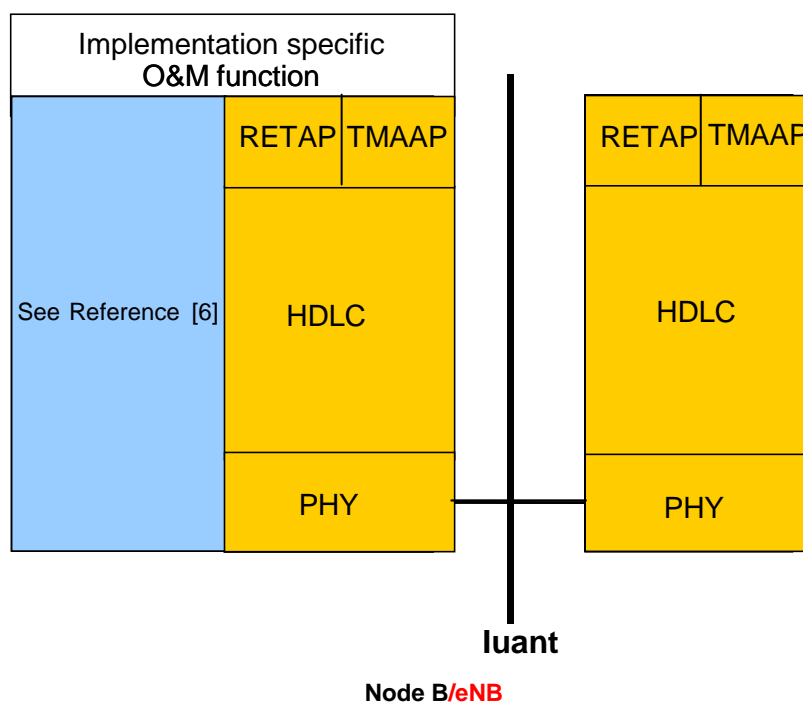 Implementation specific
O&M function
RETAP TMAAP
RETAP TMAAP
See Reference [6]
HDLC
HDLC
PHY
PHY
Iuant
Node B/eNB